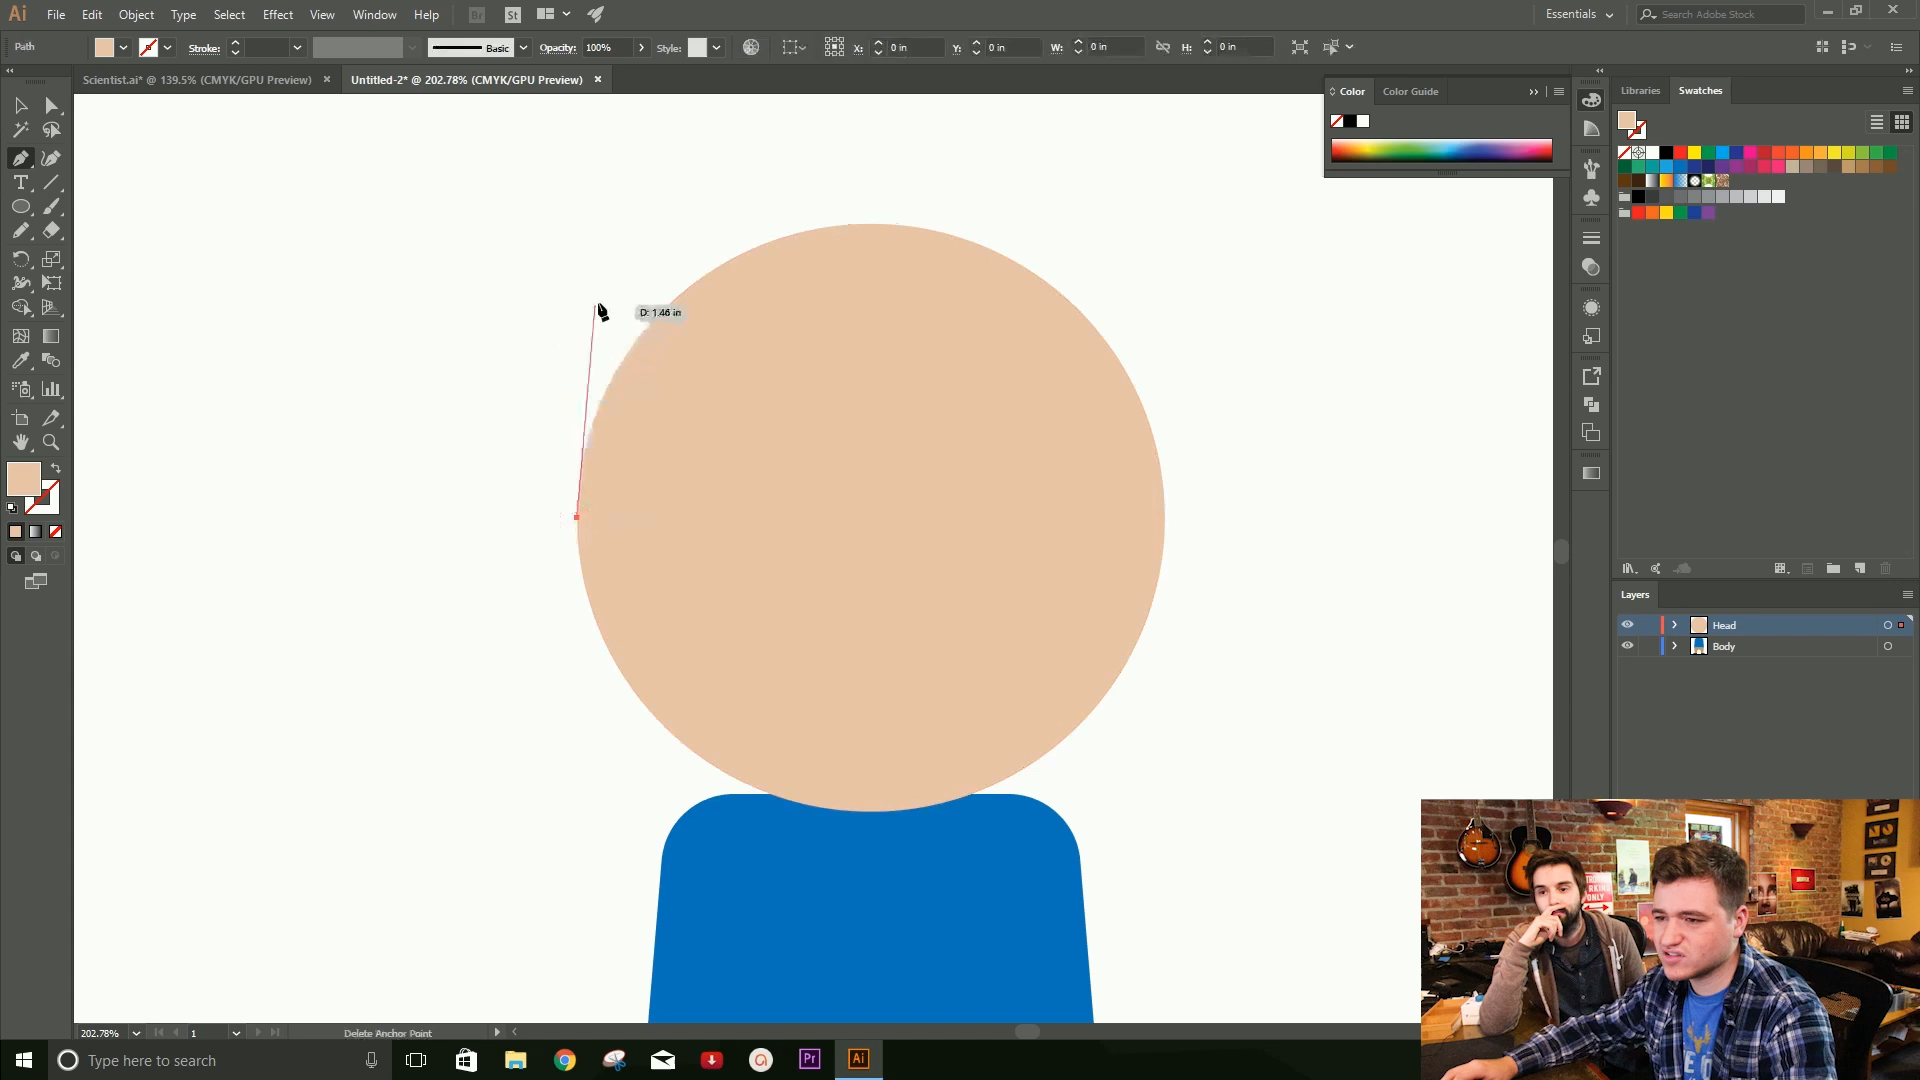 Ai File Edit Object Type Select Effect View Window Help Br St Essentials Search Adobe Stock
Path Stroke: Basic Opacity: 100% Style: X: 0 in Y: 0 in W: 0 in H: 0 in
Scientist.ai* @ 139.5% (CMYK/GPU Preview) × Untitled-2* @ 202.78% (CMYK/GPU Preview) ×
Color Color Guide
Libraries Swatches
D: 1.46 in
Layers
Head
Body
202.78% 1 Delete Anchor Point
Type here to search
Pr Ai